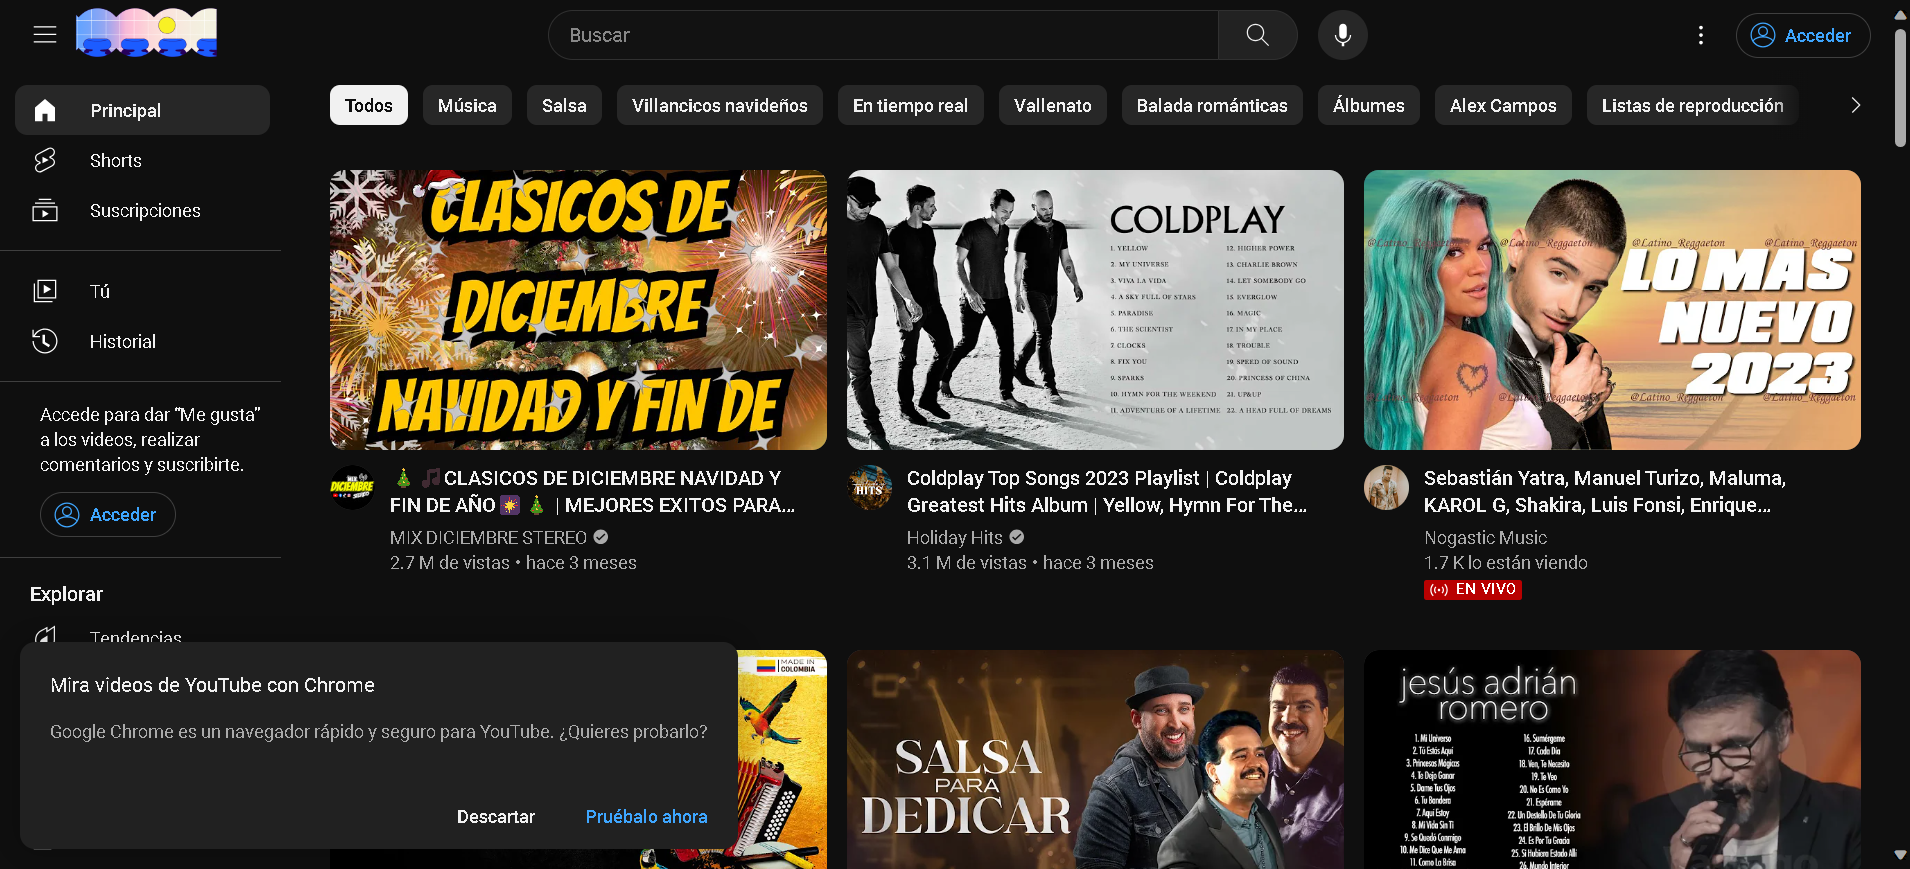 Buscar
Acceder
Principal
Shorts
Suscripciones
Tú
Historial
Accede para dar “Me gusta”
a los videos, realizar
comentarios y suscribirte.
Acceder
Explorar
Tendencias
Todos
Música
Salsa
Villancicos navideños
En tiempo real
Vallenato
Balada románticas
Álbumes
Alex Campos
Listas de reproducción
CLASICOS DE
DICIEMBRE
NAVIDAD Y FIN DE
MIX
DICIEMBRE
STEREO
🎄 🎵CLASICOS DE DICIEMBRE NAVIDAD Y
FIN DE AÑO🎇🎄 | MEJORES EXITOS PARA...
MIX DICIEMBRE STEREO
2.7 M de vistas • hace 3 meses
COLDPLAY
1. YELLOW
2. MY UNIVERSE
3. VIVA LA VIDA
4. A SKY FULL OF STARS
5. PARADISE
6. THE SCIENTIST
7. CLOCKS
8. FIX YOU
9. SPARKS
10. HYMN FOR THE WEEKEND
11. ADVENTURE OF A LIFETIME
12. HIGHER POWER
13. CHARLIE BROWN
14. LET SOMEBODY GO
15. EVERGLOW
16. MAGIC
17. IN MY PLACE
18. TROUBLE
19. SPEED OF SOUND
20. PRINCESS OF CHINA
21. UP&UP
22. A HEAD FULL OF DREAMS
HITS
Coldplay Top Songs 2023 Playlist | Coldplay
Greatest Hits Album | Yellow, Hymn For The...
Holiday Hits
3.1 M de vistas • hace 3 meses
@Latino_Reggaeton @Latino_Reggaeton @Latino_Reggaeton @Latino_Reggaeton
LO MAS
NUEVO
2023
@Latino_Reggaeton @Latino_Reggaeton
Sebastián Yatra, Manuel Turizo, Maluma,
KAROL G, Shakira, Luis Fonsi, Enrique...
Nogastic Music
1.7 K lo están viendo
EN VIVO
Mira videos de YouTube con Chrome
Google Chrome es un navegador rápido y seguro para YouTube. ¿Quieres probarlo?
Descartar
Pruébalo ahora
MADE IN
COLOMBIA
SALSA
PARA
DEDICAR
jesús adrián
romero
1. Mi Universo
2. Tú Estás Aquí
3. Princesas Mágicas
4. Te Dejo Ganar
5. Dame Tus Ojos
6. Tu Bandera
7. Aquí Estoy
8. Mi Vida Sin Ti
9. Se Quedó Conmigo
10. Me Dice Que Me Ama
11. Como La Brisa
16. Sumérgeme
17. Cada Día
18. Ven, Te Necesito
19. Te Veo
20. No Es Como Yo
21. Espérame
22. Un Destello De Tu Gloria
23. El Brillo De Mis Ojos
24. Es Por Tu Gracia
25. Si Hubiera Estado Allí
26. Mundo Interior